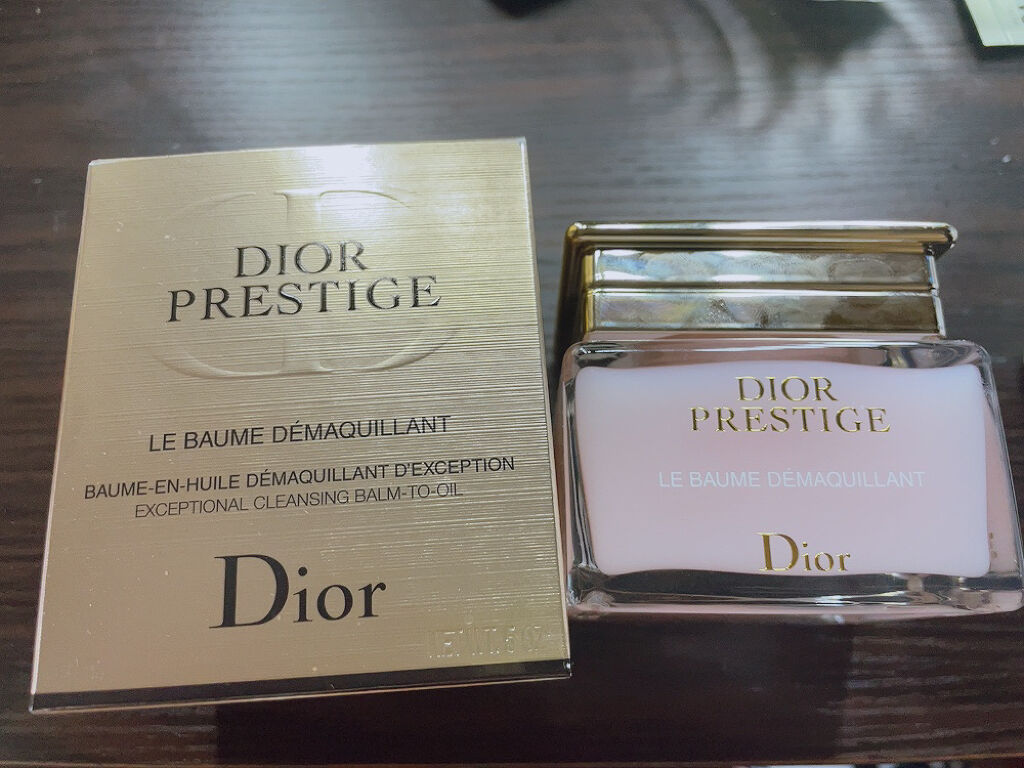 DIOR
PRESTIGE
LE BAUME DÉMAQUILLANT
BAUME-EN-HUILE DÉMAQUILLANT D'EXCEPTION
EXCEPTIONAL CLEANSING BALM-TO-OIL
Dior
DIOR
PRESTIGE
LE BAUME DÉMAQUILLANT
Dior